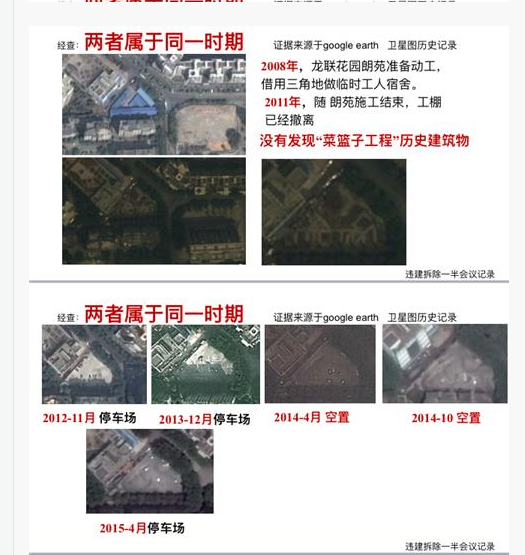 经查：两者属于同一时期 证据来源于google earth 卫星图历史记录
2008年，龙联花园朗苑准备动工，
借用三角地做临时工人宿舍。
2011年，随 朗苑施工结束，工棚
已经撤离
没有发现“菜篮子工程”历史建筑物
违建拆除一半会议记录
经查：两者属于同一时期 证据来源于google earth 卫星图历史记录
2012-11月 停车场
2013-12月停车场
2014-4月 空置
2014-10 空置
2015-4月停车场
违建拆除一半会议记录